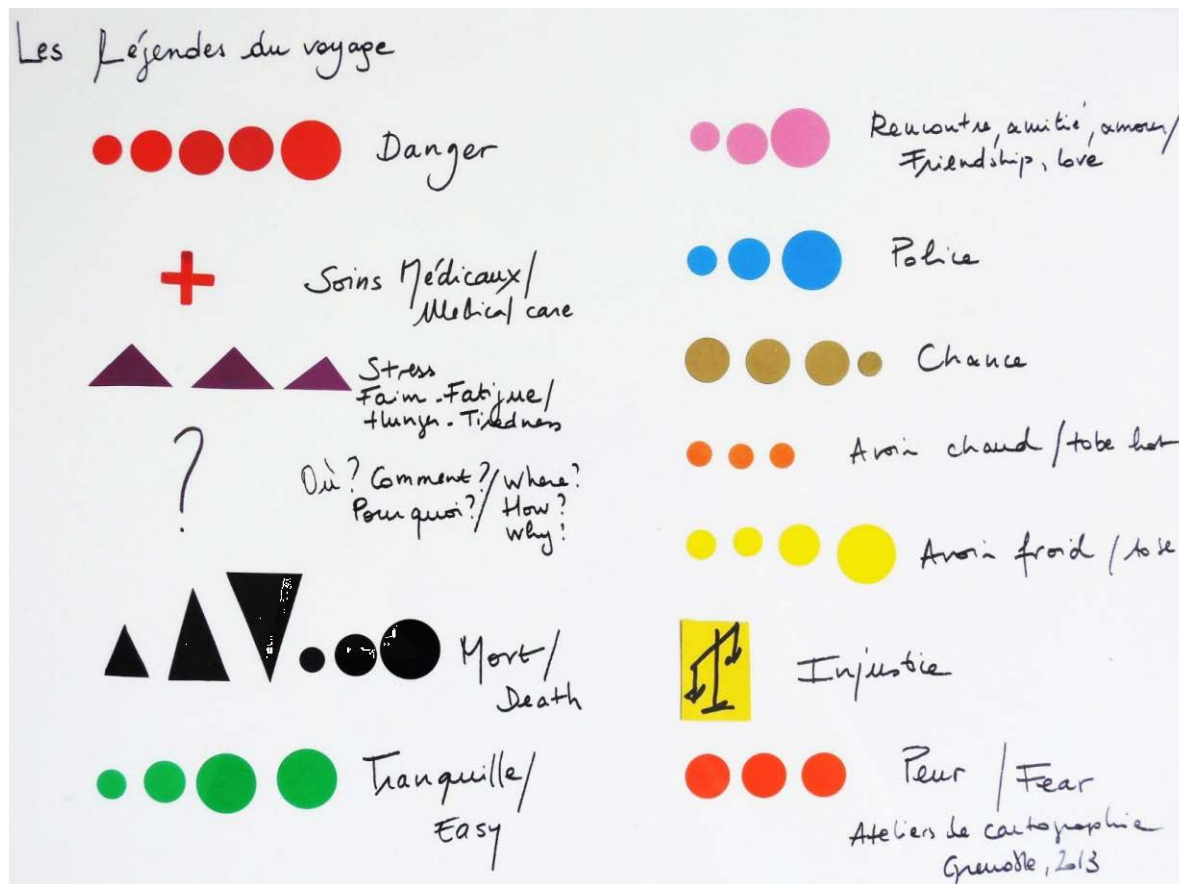 Les Légendes du voyage
Danger
Soins Médicaux/
Medical care
Stress
Faim - Fatigue/
Hunger - Tiredness
?
Où? Comment?/ Where?
Pourquoi?/ How?
Why?
Mort/
Death
Tranquille/
Easy
Rencontre, amitié, amour/
Friendship, love
Police
Chance
Avoir chaud / to be hot
Avoir froid / to be
Injustice
Peur / Fear
Ateliers de cartographie
Grenoble, 2013